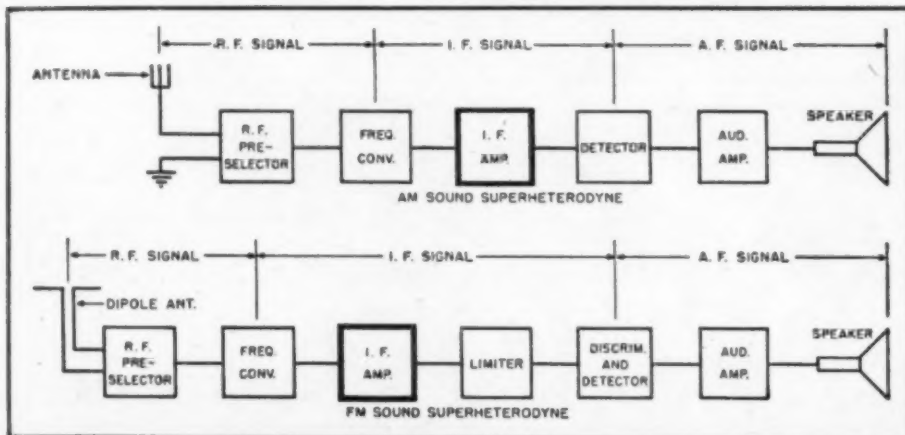 R.F. SIGNAL I.F. SIGNAL A.F. SIGNAL
ANTENNA
SPEAKER
R.F. PRE-SELECTOR
FREQ. CONV.
I.F. AMP.
DETECTOR
AUD. AMP.
AM SOUND SUPERHETERODYNE
R.F. SIGNAL I.F. SIGNAL A.F. SIGNAL
DIPOLE ANT.
SPEAKER
R.F. PRE-SELECTOR
FREQ. CONV.
I.F. AMP.
LIMITER
DISCRIM. AND DETECTOR
AUD. AMP.
FM SOUND SUPERHETERODYNE